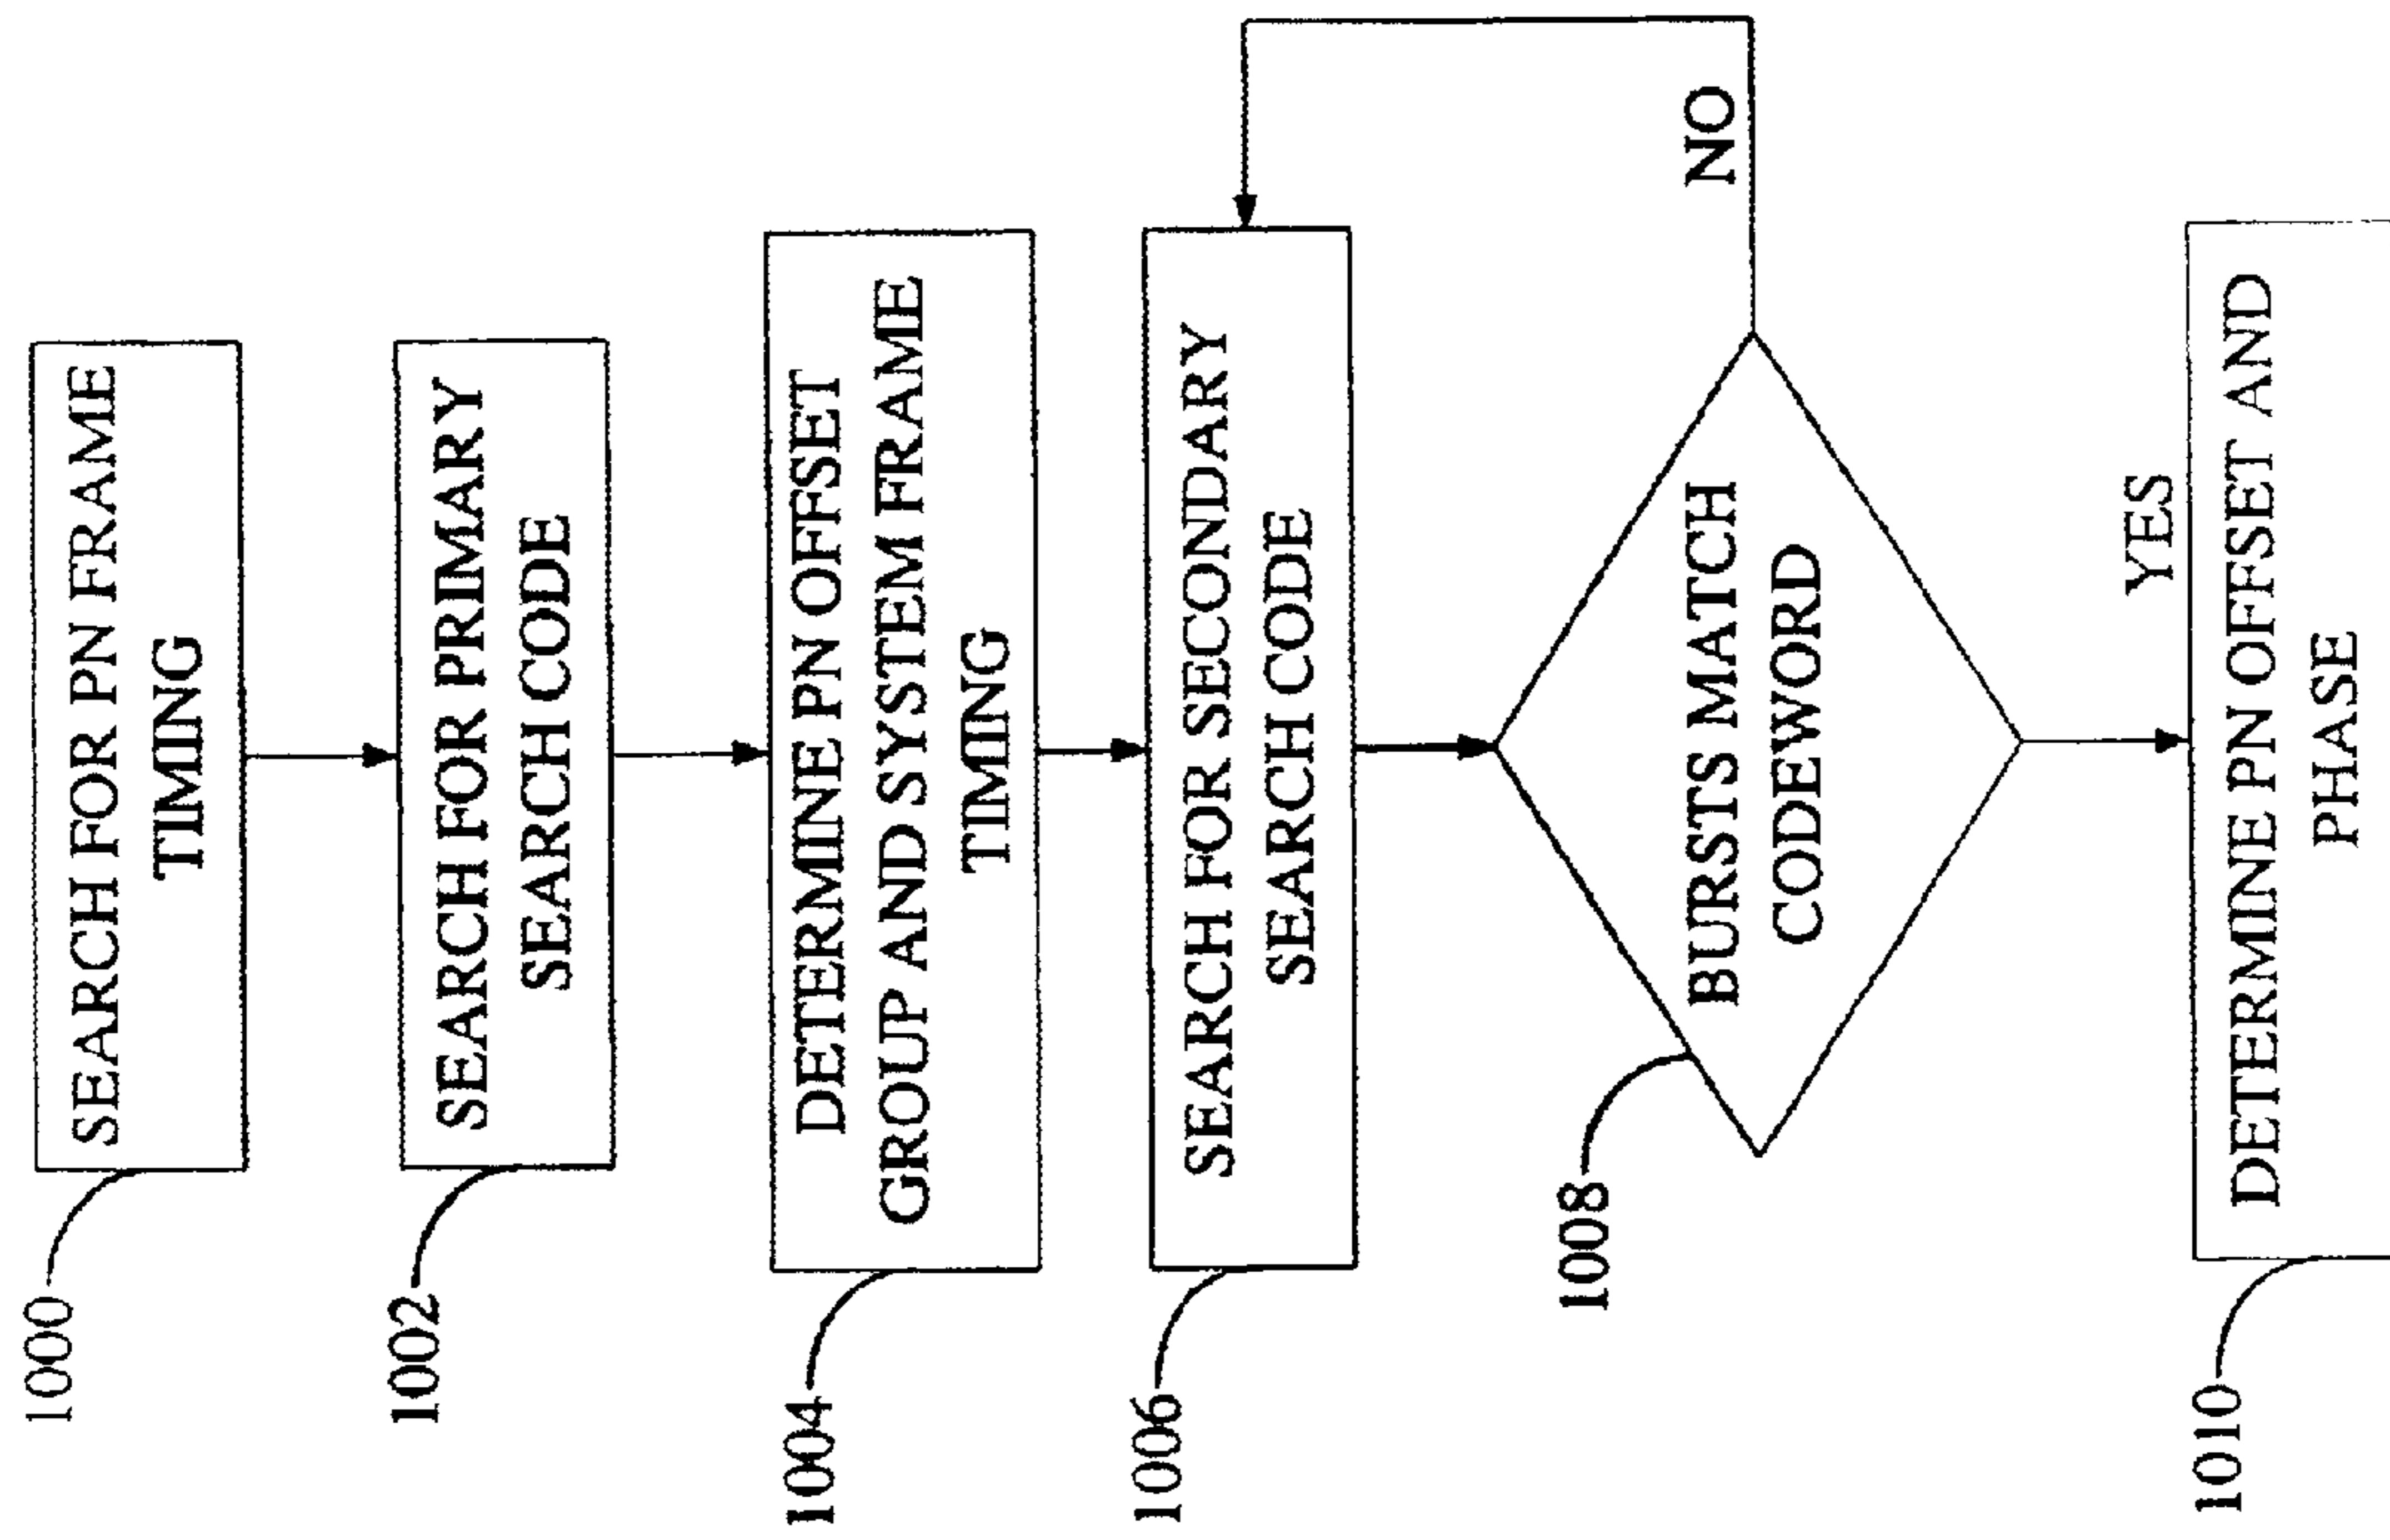 1000
SEARCH FOR PN FRAME
TIMING
1002
SEARCH FOR PRIMARY
SEARCH CODE
1004
DETERMINE PN OFFSET
GROUP AND SYSTEM FRAME
TIMING
1006
SEARCH FOR SECONDARY
SEARCH CODE
1008
BURSTS MATCH
CODEWORD
NO
YES
1010
DETERMINE PN OFFSET AND
PHASE